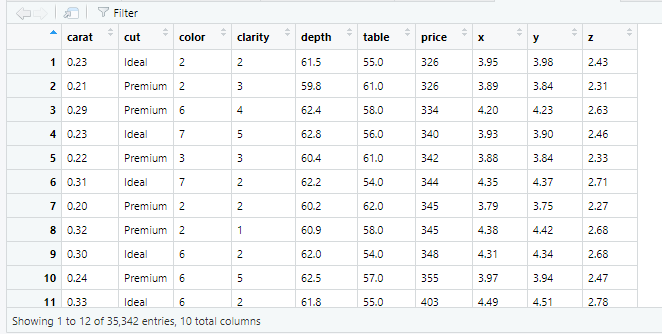 Filter
carat cut color clarity depth table price x y z
1 0.23 Ideal 2 2 61.5 55.0 326 3.95 3.98 2.43
2 0.21 Premium 2 3 59.8 61.0 326 3.89 3.84 2.31
3 0.29 Premium 6 4 62.4 58.0 334 4.20 4.23 2.63
4 0.23 Ideal 7 5 62.8 56.0 340 3.93 3.90 2.46
5 0.22 Premium 3 3 60.4 61.0 342 3.88 3.84 2.33
6 0.31 Ideal 7 2 62.2 54.0 344 4.35 4.37 2.71
7 0.20 Premium 2 2 60.2 62.0 345 3.79 3.75 2.27
8 0.32 Premium 2 1 60.9 58.0 345 4.38 4.42 2.68
9 0.30 Ideal 6 2 62.0 54.0 348 4.31 4.34 2.68
10 0.24 Premium 6 5 62.5 57.0 355 3.97 3.94 2.47
11 0.33 Ideal 6 2 61.8 55.0 403 4.49 4.51 2.78
Showing 1 to 12 of 35,342 entries, 10 total columns